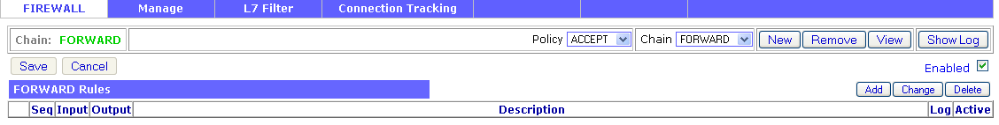 FIREWALL Manage L7 Filter Connection Tracking
Chain: FORWARD Policy ACCEPT Chain FORWARD New Remove View Show Log
Save Cancel Enabled
FORWARD Rules Add Change Delete
Seq Input Output Description Log Active